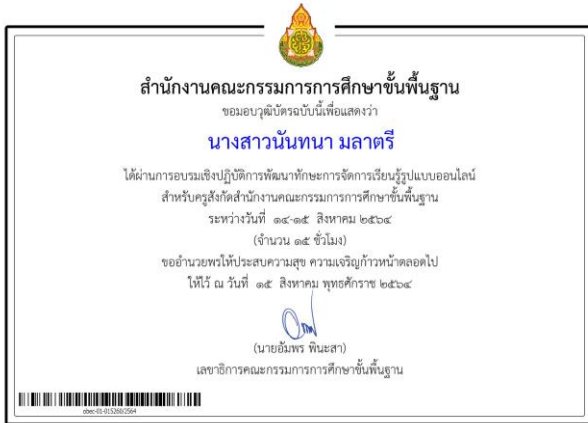 สำนักงานคณะกรรมการการศึกษาขั้นพื้นฐาน
ขอมอบวุฒิบัตรฉบับนี้เพื่อแสดงว่า
นางสาวนันทนา มลาตรี
ได้ผ่านการอบรมเชิงปฏิบัติการพัฒนาทักษะการจัดการเรียนรู้รูปแบบออนไลน์
สำหรับครูสังกัดสำนักงานคณะกรรมการการศึกษาขั้นพื้นฐาน
ระหว่างวันที่ ๑๔-๑๕ สิงหาคม ๒๕๖๔
(จำนวน ๑๕ ชั่วโมง)
ขออำนวยพรให้ประสบความสุข ความเจริญก้าวหน้าตลอดไป
ให้ไว้ ณ วันที่ ๑๕ สิงหาคม พุทธศักราช ๒๕๖๔
(นายอัมพร พินะสา)
เลขาธิการคณะกรรมการการศึกษาขั้นพื้นฐาน
obec-01-015260/2564